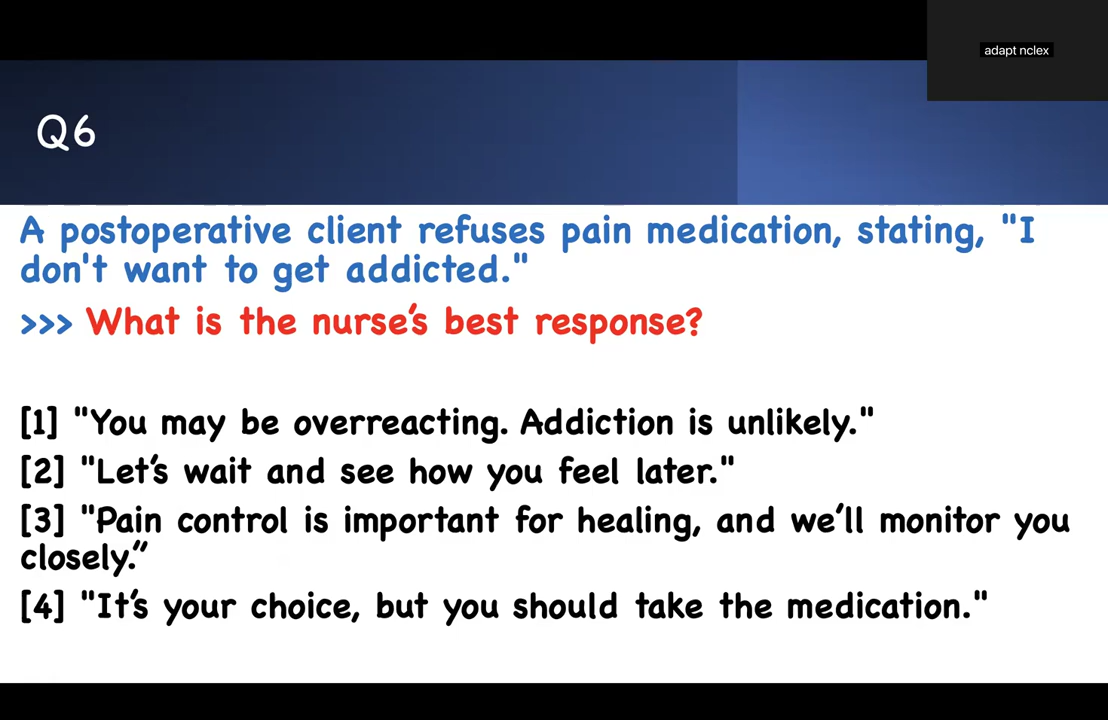 adapt nclex
Q6
A postoperative client refuses pain medication, stating, "I
don't want to get addicted."
>>> What is the nurse’s best response?
[1] "You may be overreacting. Addiction is unlikely."
[2] "Let’s wait and see how you feel later."
[3] "Pain control is important for healing, and we’ll monitor you
closely.”
[4] "It’s your choice, but you should take the medication."